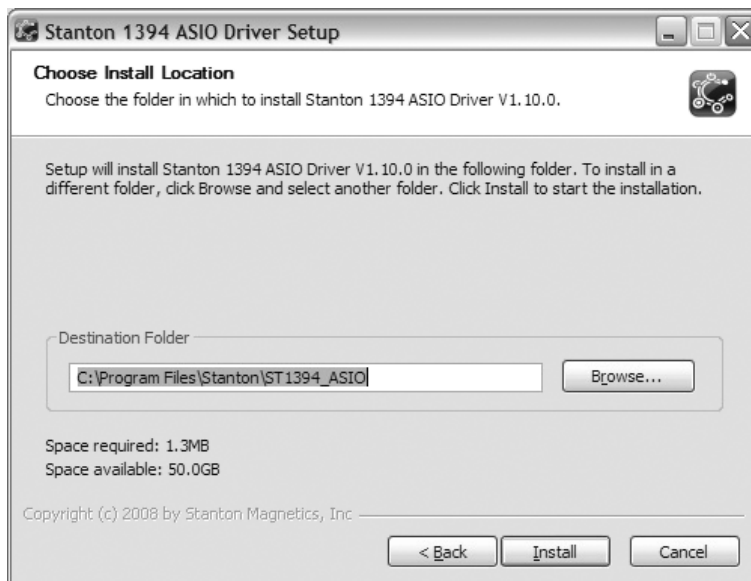 Stanton 1394 ASIO Driver Setup
Choose Install Location
Choose the folder in which to install Stanton 1394 ASIO Driver V1.10.0.
Setup will install Stanton 1394 ASIO Driver V1.10.0 in the following folder. To install in a
different folder, click Browse and select another folder. Click Install to start the installation.
Destination Folder
C:\Program Files\Stanton\ST1394_ASIO
Browse...
Space required: 1.3MB
Space available: 50.0GB
Copyright (c) 2008 by Stanton Magnetics, Inc
< Back Install Cancel